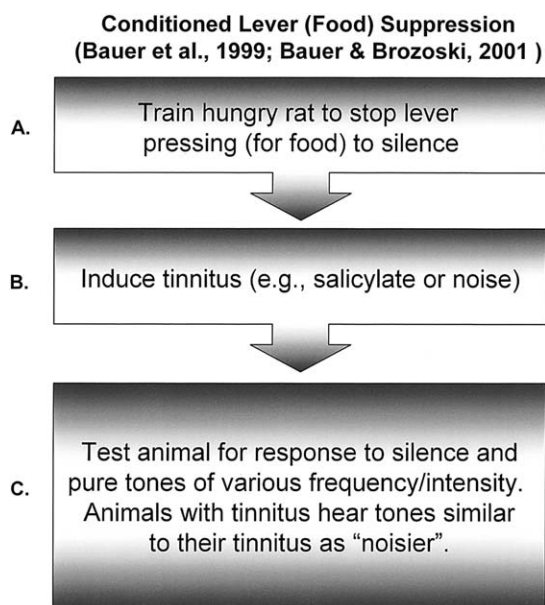 Conditioned Lever (Food) Suppression
(Bauer et al., 1999; Bauer & Brozoski, 2001 )
A.
Train hungry rat to stop lever
pressing (for food) to silence
B.
Induce tinnitus (e.g., salicylate or noise)
C.
Test animal for response to silence and
pure tones of various frequency/intensity.
Animals with tinnitus hear tones similar
to their tinnitus as “noisier”.